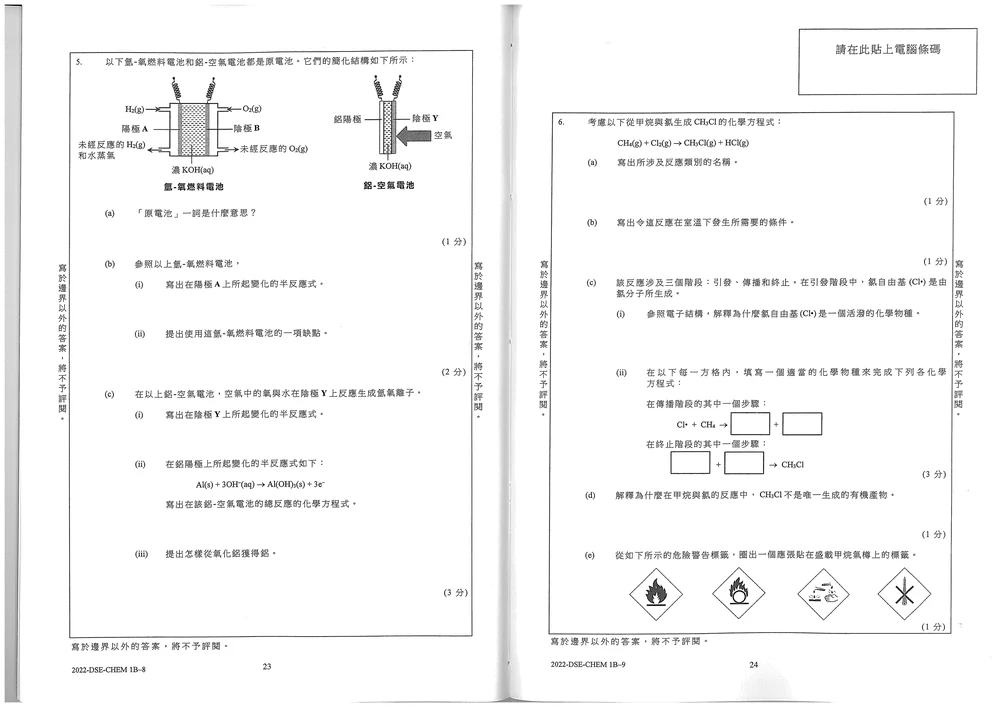 5. 以下氫-氧燃料電池和鋁-空氣電池都是原電池。它們的簡化結構如下所示：
H₂(g)
O₂(g)
陽極 A
陰極 B
未經反應的 H₂(g)
和水蒸氣
未經反應的 O₂(g)
濃 KOH(aq)
氫-氧燃料電池
鋁陽極
陰極 Y
空氣
濃 KOH(aq)
鋁-空氣電池
(a) 「原電池」一詞是什麼意思？
(1 分)
(b) 參照以上氫-氧燃料電池，
(i) 寫出在陽極 A 上所起變化的半反應式。
(ii) 提出使用這氫-氧燃料電池的一項缺點。
(2 分)
(c) 在以上鋁-空氣電池，空氣中的氧與水在陰極 Y 上反應生成氫氧離子。
(i) 寫出在陰極 Y 上所起變化的半反應式。
(ii) 在鋁陽極上所起變化的半反應式如下：
Al(s) + 3OH⁻(aq) → Al(OH)₃(s) + 3e⁻
寫出在該鋁-空氣電池的總反應的化學方程式。
(iii) 提出怎樣從氧化鋁獲得鋁。
(3 分)
寫於邊界以外的答案，將不予評閱。
寫於邊界以外的答案，將不予評閱。
寫於邊界以外的答案，將不予評閱。
2022-DSE-CHEM 1B–8
23
請在此貼上電腦條碼
6. 考慮以下從甲烷與氯生成 CH₃Cl 的化學方程式：
CH₄(g) + Cl₂(g) → CH₃Cl(g) + HCl(g)
(a) 寫出所涉及反應類別的名稱。
(1 分)
(b) 寫出令這反應在室溫下發生所需要的條件。
(1 分)
(c) 該反應涉及三個階段：引發、傳播和終止。在引發階段中，氯自由基 (Cl•) 是由
氯分子所生成。
(i) 參照電子結構，解釋為什麼氯自由基 (Cl•) 是一個活潑的化學物種。
(ii) 在以下每一方格內，填寫一個適當的化學物種來完成下列各化學
方程式：
在傳播階段的其中一個步驟：
Cl• + CH₄ → +
在終止階段的其中一個步驟：
+ → CH₃Cl
(3 分)
(d) 解釋為什麼在甲烷與氯的反應中，CH₃Cl 不是唯一生成的有機產物。
(1 分)
(e) 從如下所示的危險警告標籤，圈出一個應張貼在盛載甲烷氣樽上的標籤。
(1 分)
寫於邊界以外的答案，將不予評閱。
寫於邊界以外的答案，將不予評閱。
寫於邊界以外的答案，將不予評閱。
2022-DSE-CHEM 1B–9
24